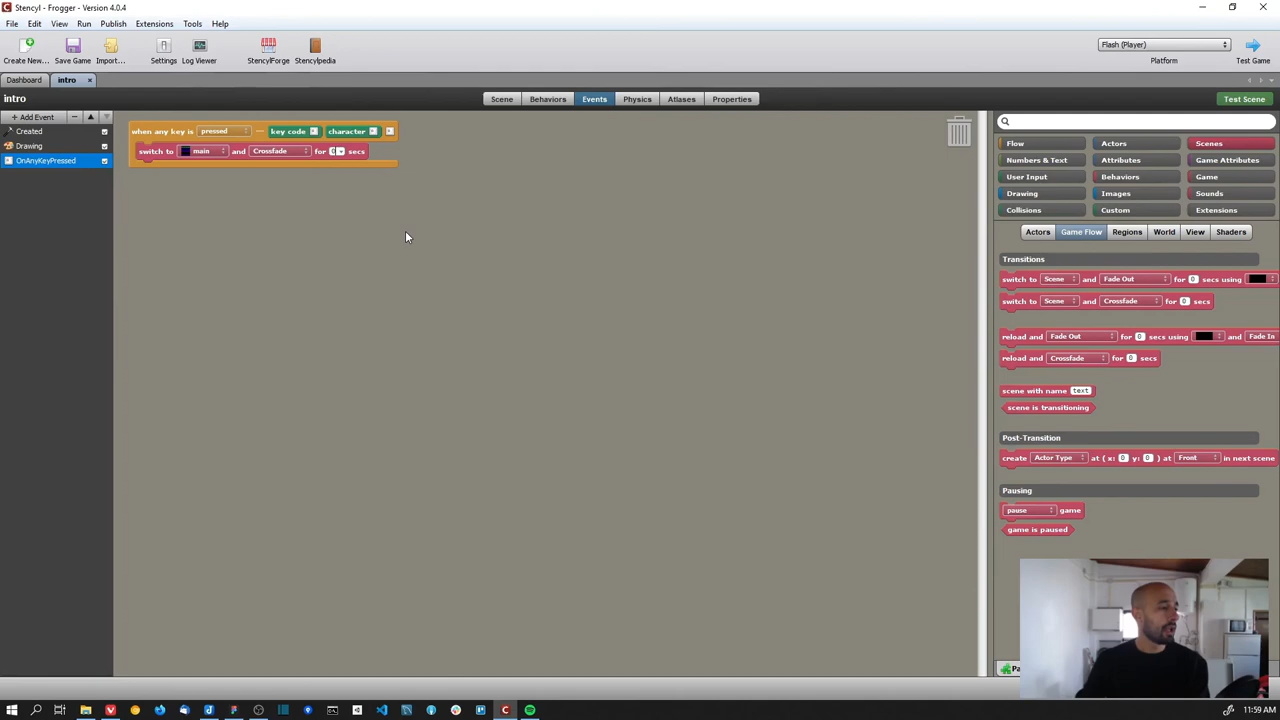 Stencyl - Frogger - Version 4.0.4
File Edit View Run Publish Extensions Tools Help
Create New... Save Game Import... Settings Log Viewer StencylForge Stencylpedia
Flash (Player)
Platform
Test Game
Dashboard intro
intro
Scene Behaviors Events Physics Atlases Properties
Test Scene
+ Add Event
Created
Drawing
OnAnyKeyPressed
when any key is pressed key code character
switch to main and Crossfade for 0 secs
Flow Actors Scenes
Numbers & Text Attributes Game Attributes
User Input Behaviors Game
Drawing Images Sounds
Collisions Custom Extensions
Actors Game Flow Regions World View Shaders
Transitions
switch to Scene and Fade Out for 0 secs using
switch to Scene and Crossfade for 0 secs
reload and Fade Out for 0 secs using and Fade In
reload and Crossfade for 0 secs
scene with name text
scene is transitioning
Post-Transition
create Actor Type at ( x: 0 y: 0 ) at Front in next scene
Pausing
pause game
game is paused
11:59 AM